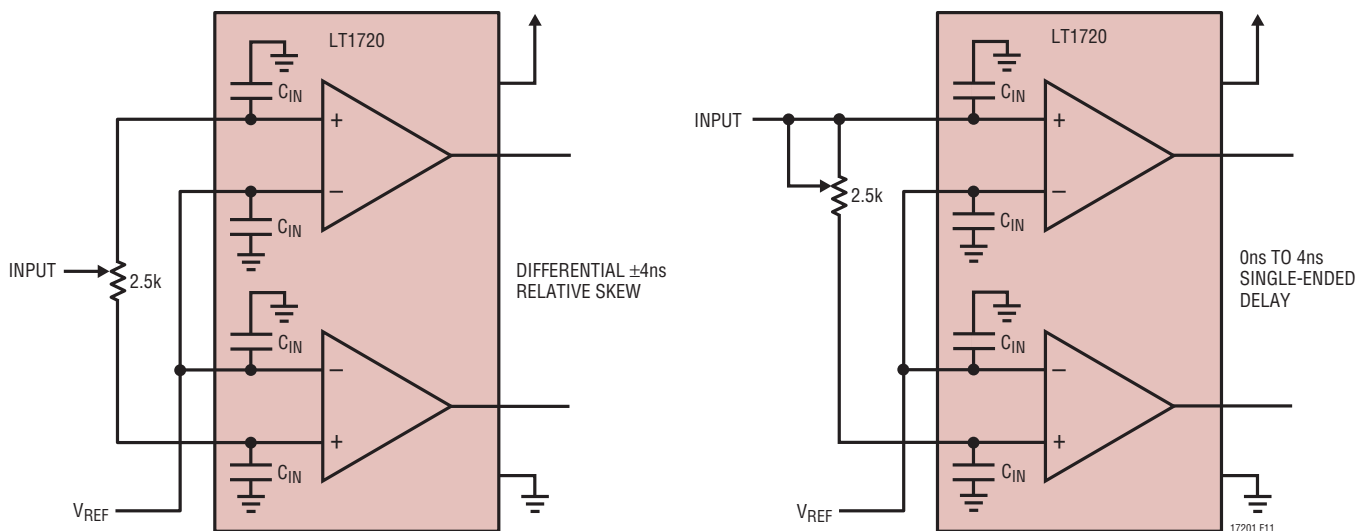 LT1720
C_IN
+
−
C_IN
INPUT
2.5k
DIFFERENTIAL ±4ns
RELATIVE SKEW
C_IN
−
+
C_IN
V_REF
LT1720
C_IN
INPUT
+
−
2.5k
C_IN
0ns TO 4ns
SINGLE-ENDED
DELAY
C_IN
−
+
C_IN
V_REF
17201 F11